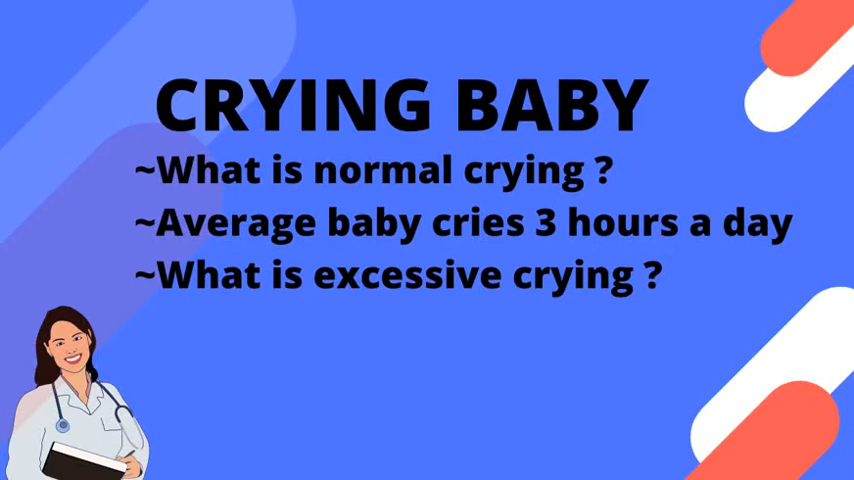 CRYING BABY
~What is normal crying ?
~Average baby cries 3 hours a day
~What is excessive crying ?